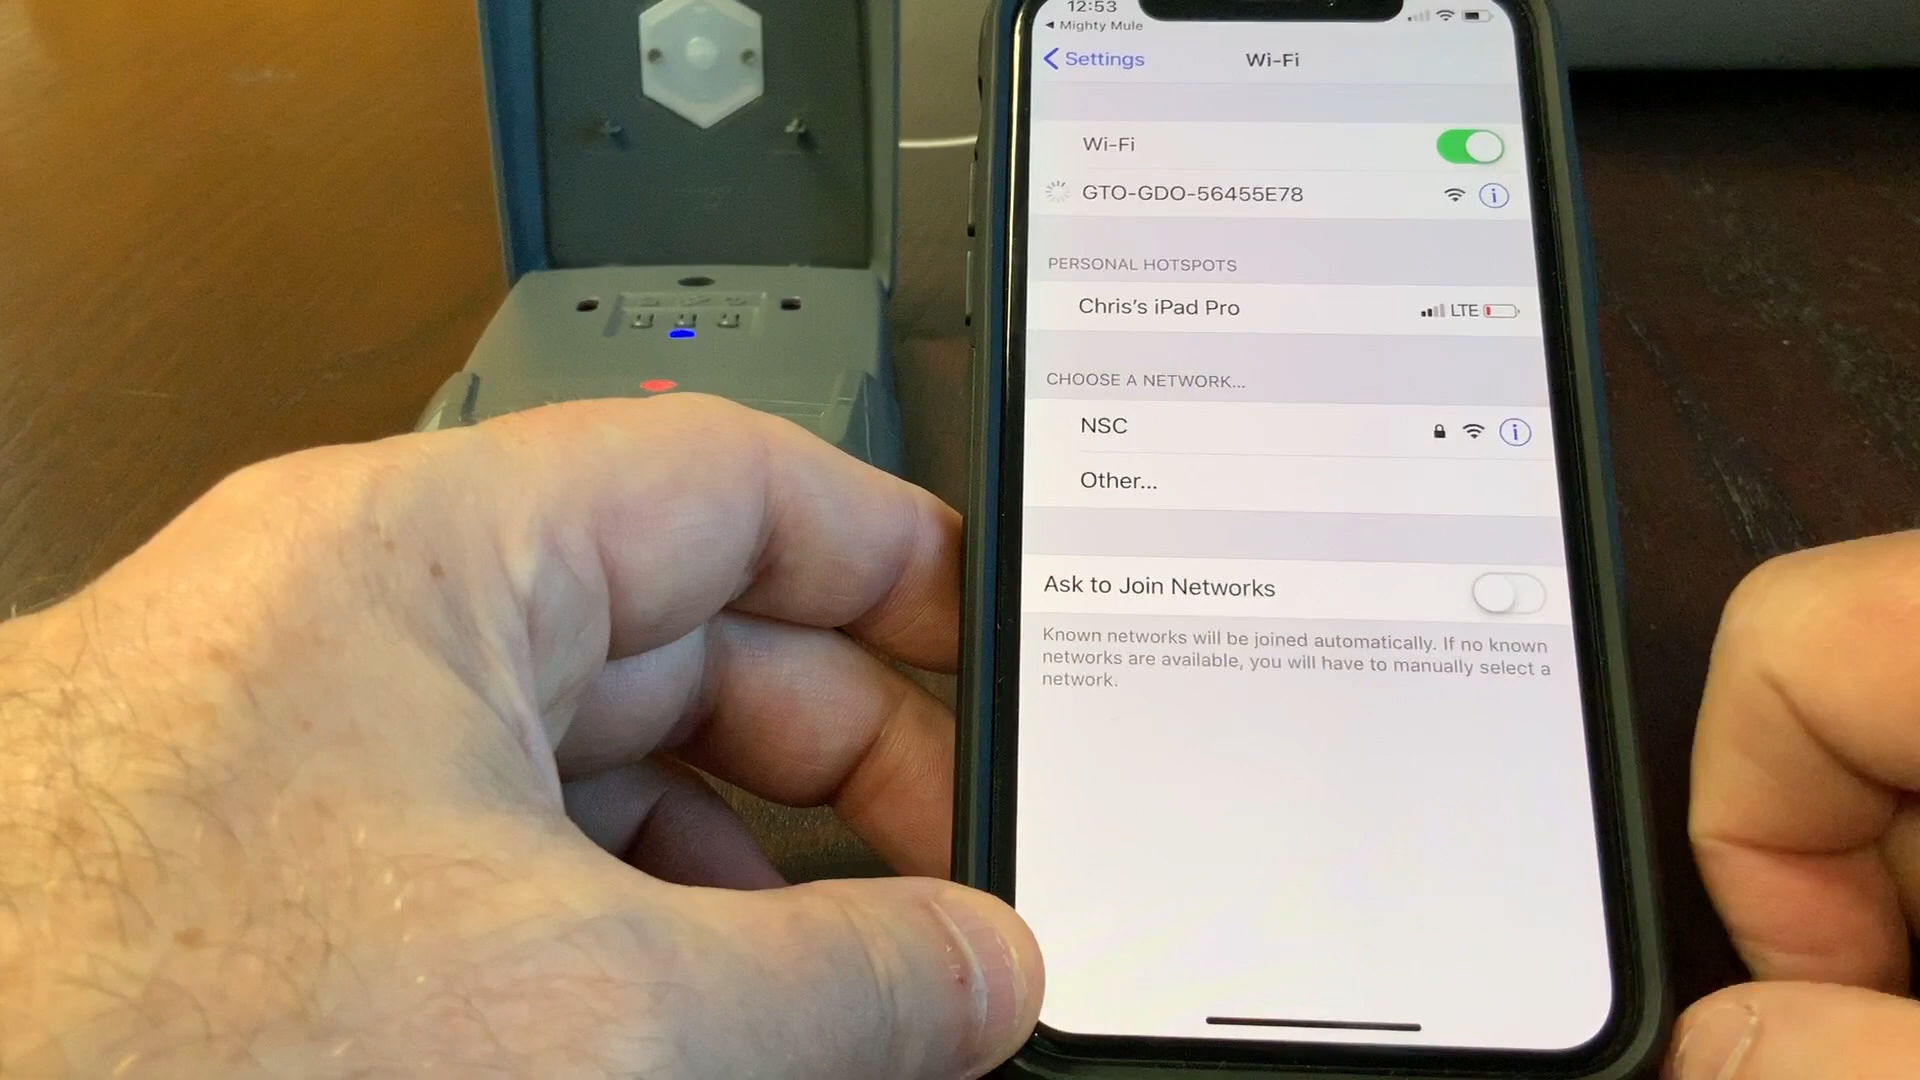 12:53
Mighty Mule
Settings
Wi-Fi
Wi-Fi
GTO-GDO-56455E78
PERSONAL HOTSPOTS
Chris's iPad Pro
LTE
CHOOSE A NETWORK...
NSC
Other...
Ask to Join Networks
Known networks will be joined automatically. If no known
networks are available, you will have to manually select a
network.